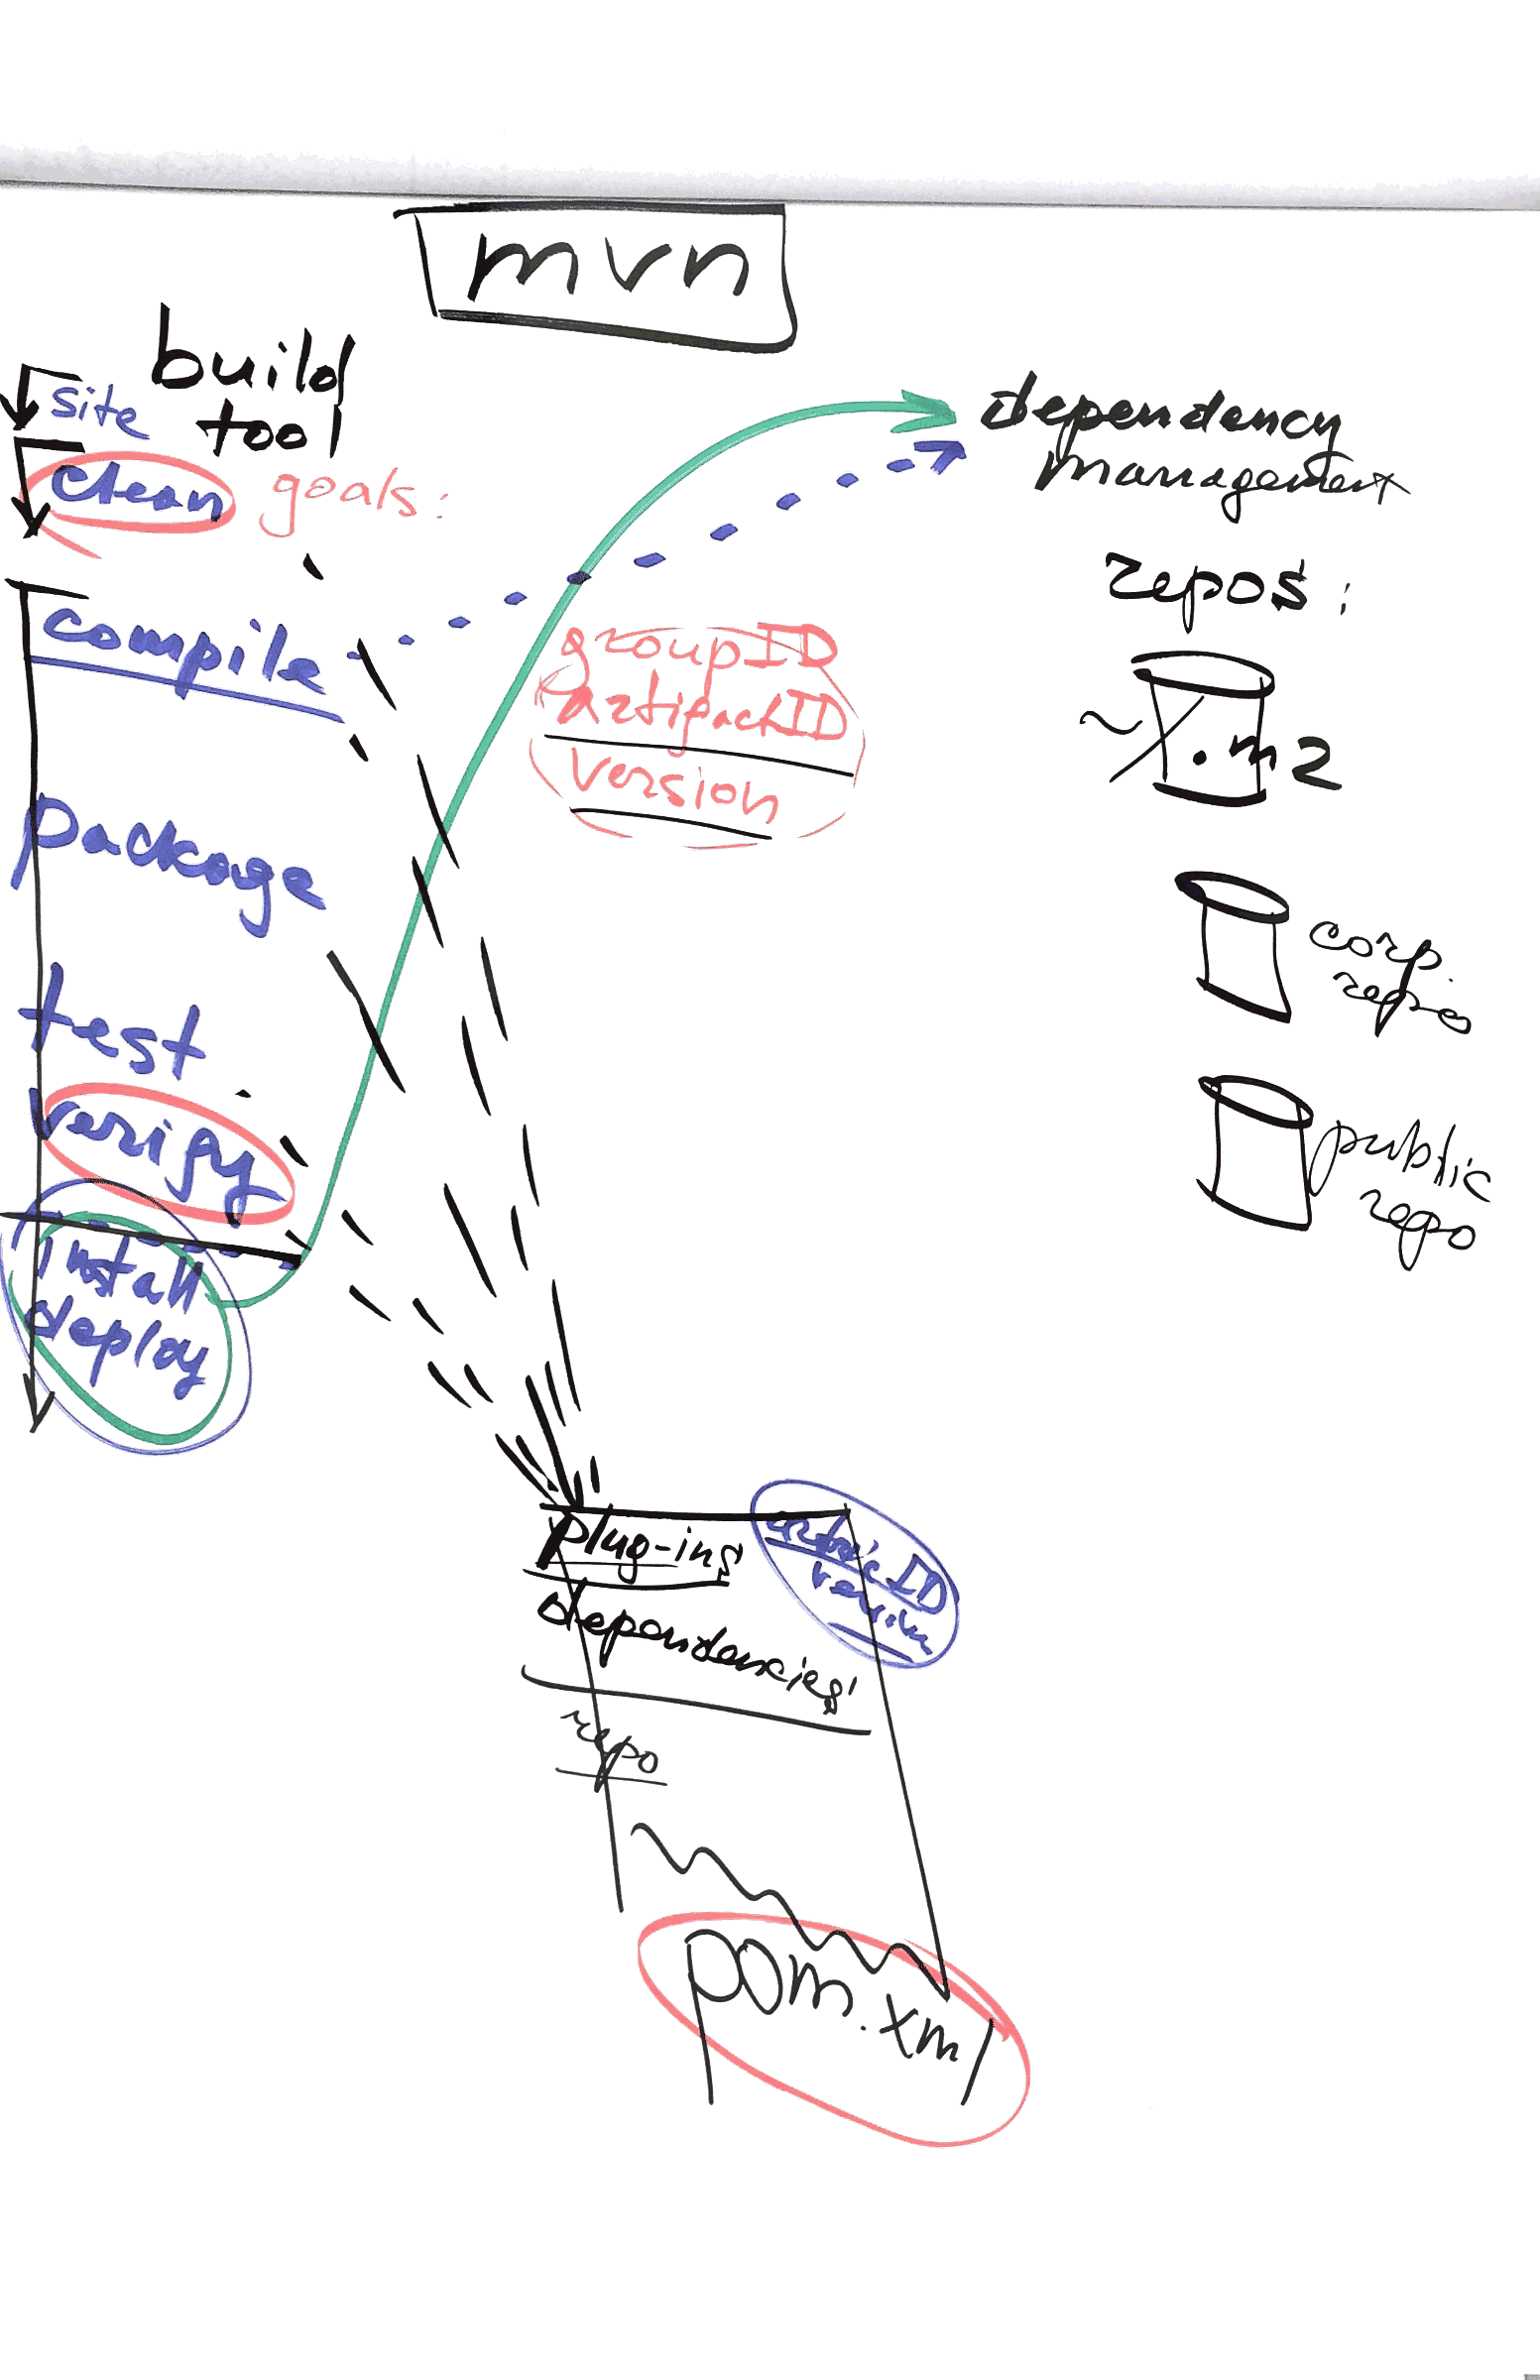 mvn
build
tool
site
clean
goals:
compile
package
test
verify
install
deploy
dependency
management
repos:
~/.m2
corp.
repo
public
repo
groupID
artifactID
version
plug-ins
dependencies
repo
ID
version
pom.xml